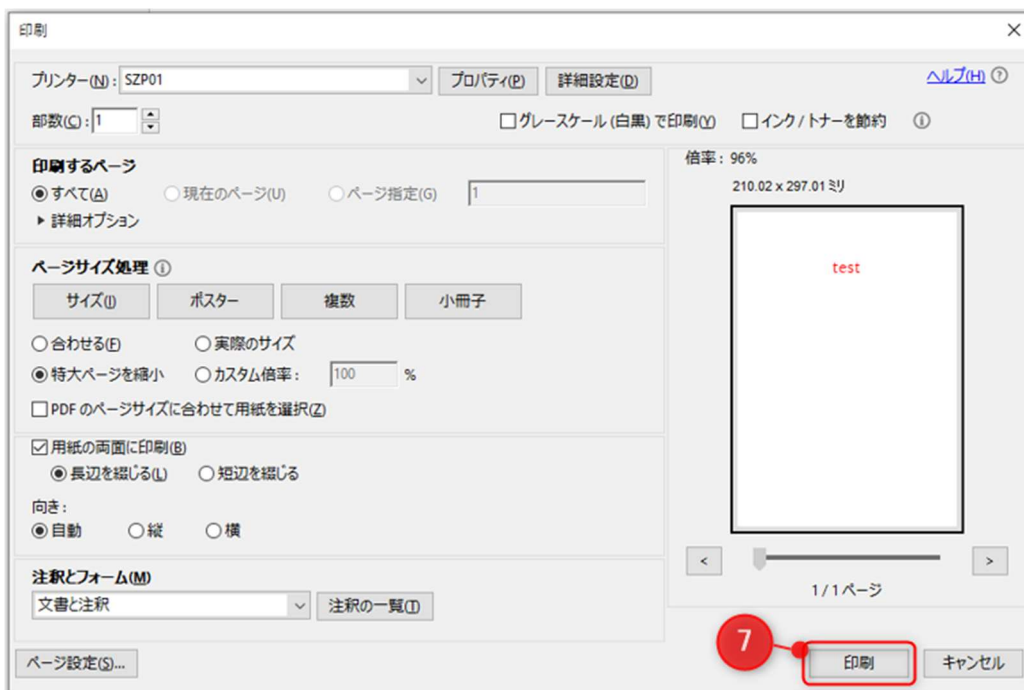 印刷
プリンター(N): SZP01 プロパティ(P) 詳細設定(D) ヘルプ(H)
部数(C): 1 グレースケール (白黒) で印刷(Y) インク / トナーを節約
印刷するページ
すべて(A) 現在のページ(U) ページ指定(G) 1
詳細オプション
ページサイズ処理
サイズ(I) ポスター 複数 小冊子
合わせる(F) 実際のサイズ
特大ページを縮小 カスタム倍率: 100 %
PDF のページサイズに合わせて用紙を選択(Z)
用紙の両面に印刷(B)
長辺を綴じる(L) 短辺を綴じる
向き:
自動 縦 横
注釈とフォーム(M)
文書と注釈 注釈の一覧(T)
倍率: 96%
210.02 x 297.01 ミリ
test
< >
1 / 1 ページ
ページ設定(S)... 7 印刷 キャンセル